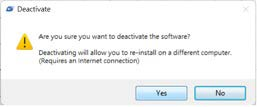 Deactivate
Are you sure you want to deactivate the software?
Deactivating will allow you to re-install on a different computer.
(Requires an Internet connection)
Yes
No